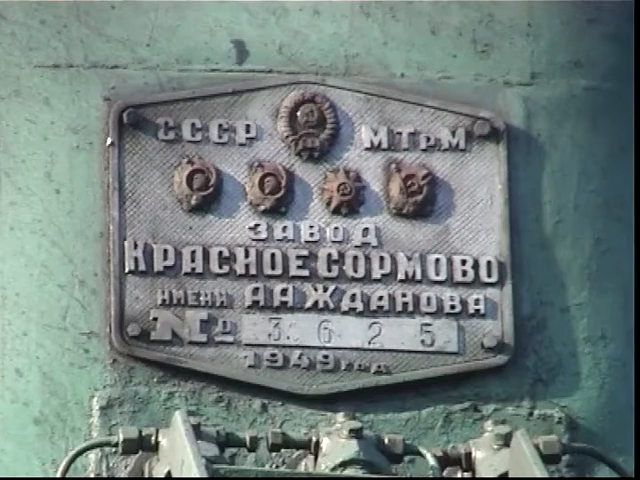 СССР МТрМ
ЗАВОД
КРАСНОЕ СОРМОВО
ИМЕНИ А.А.ЖДАНОВА
№ 3625
1949 год